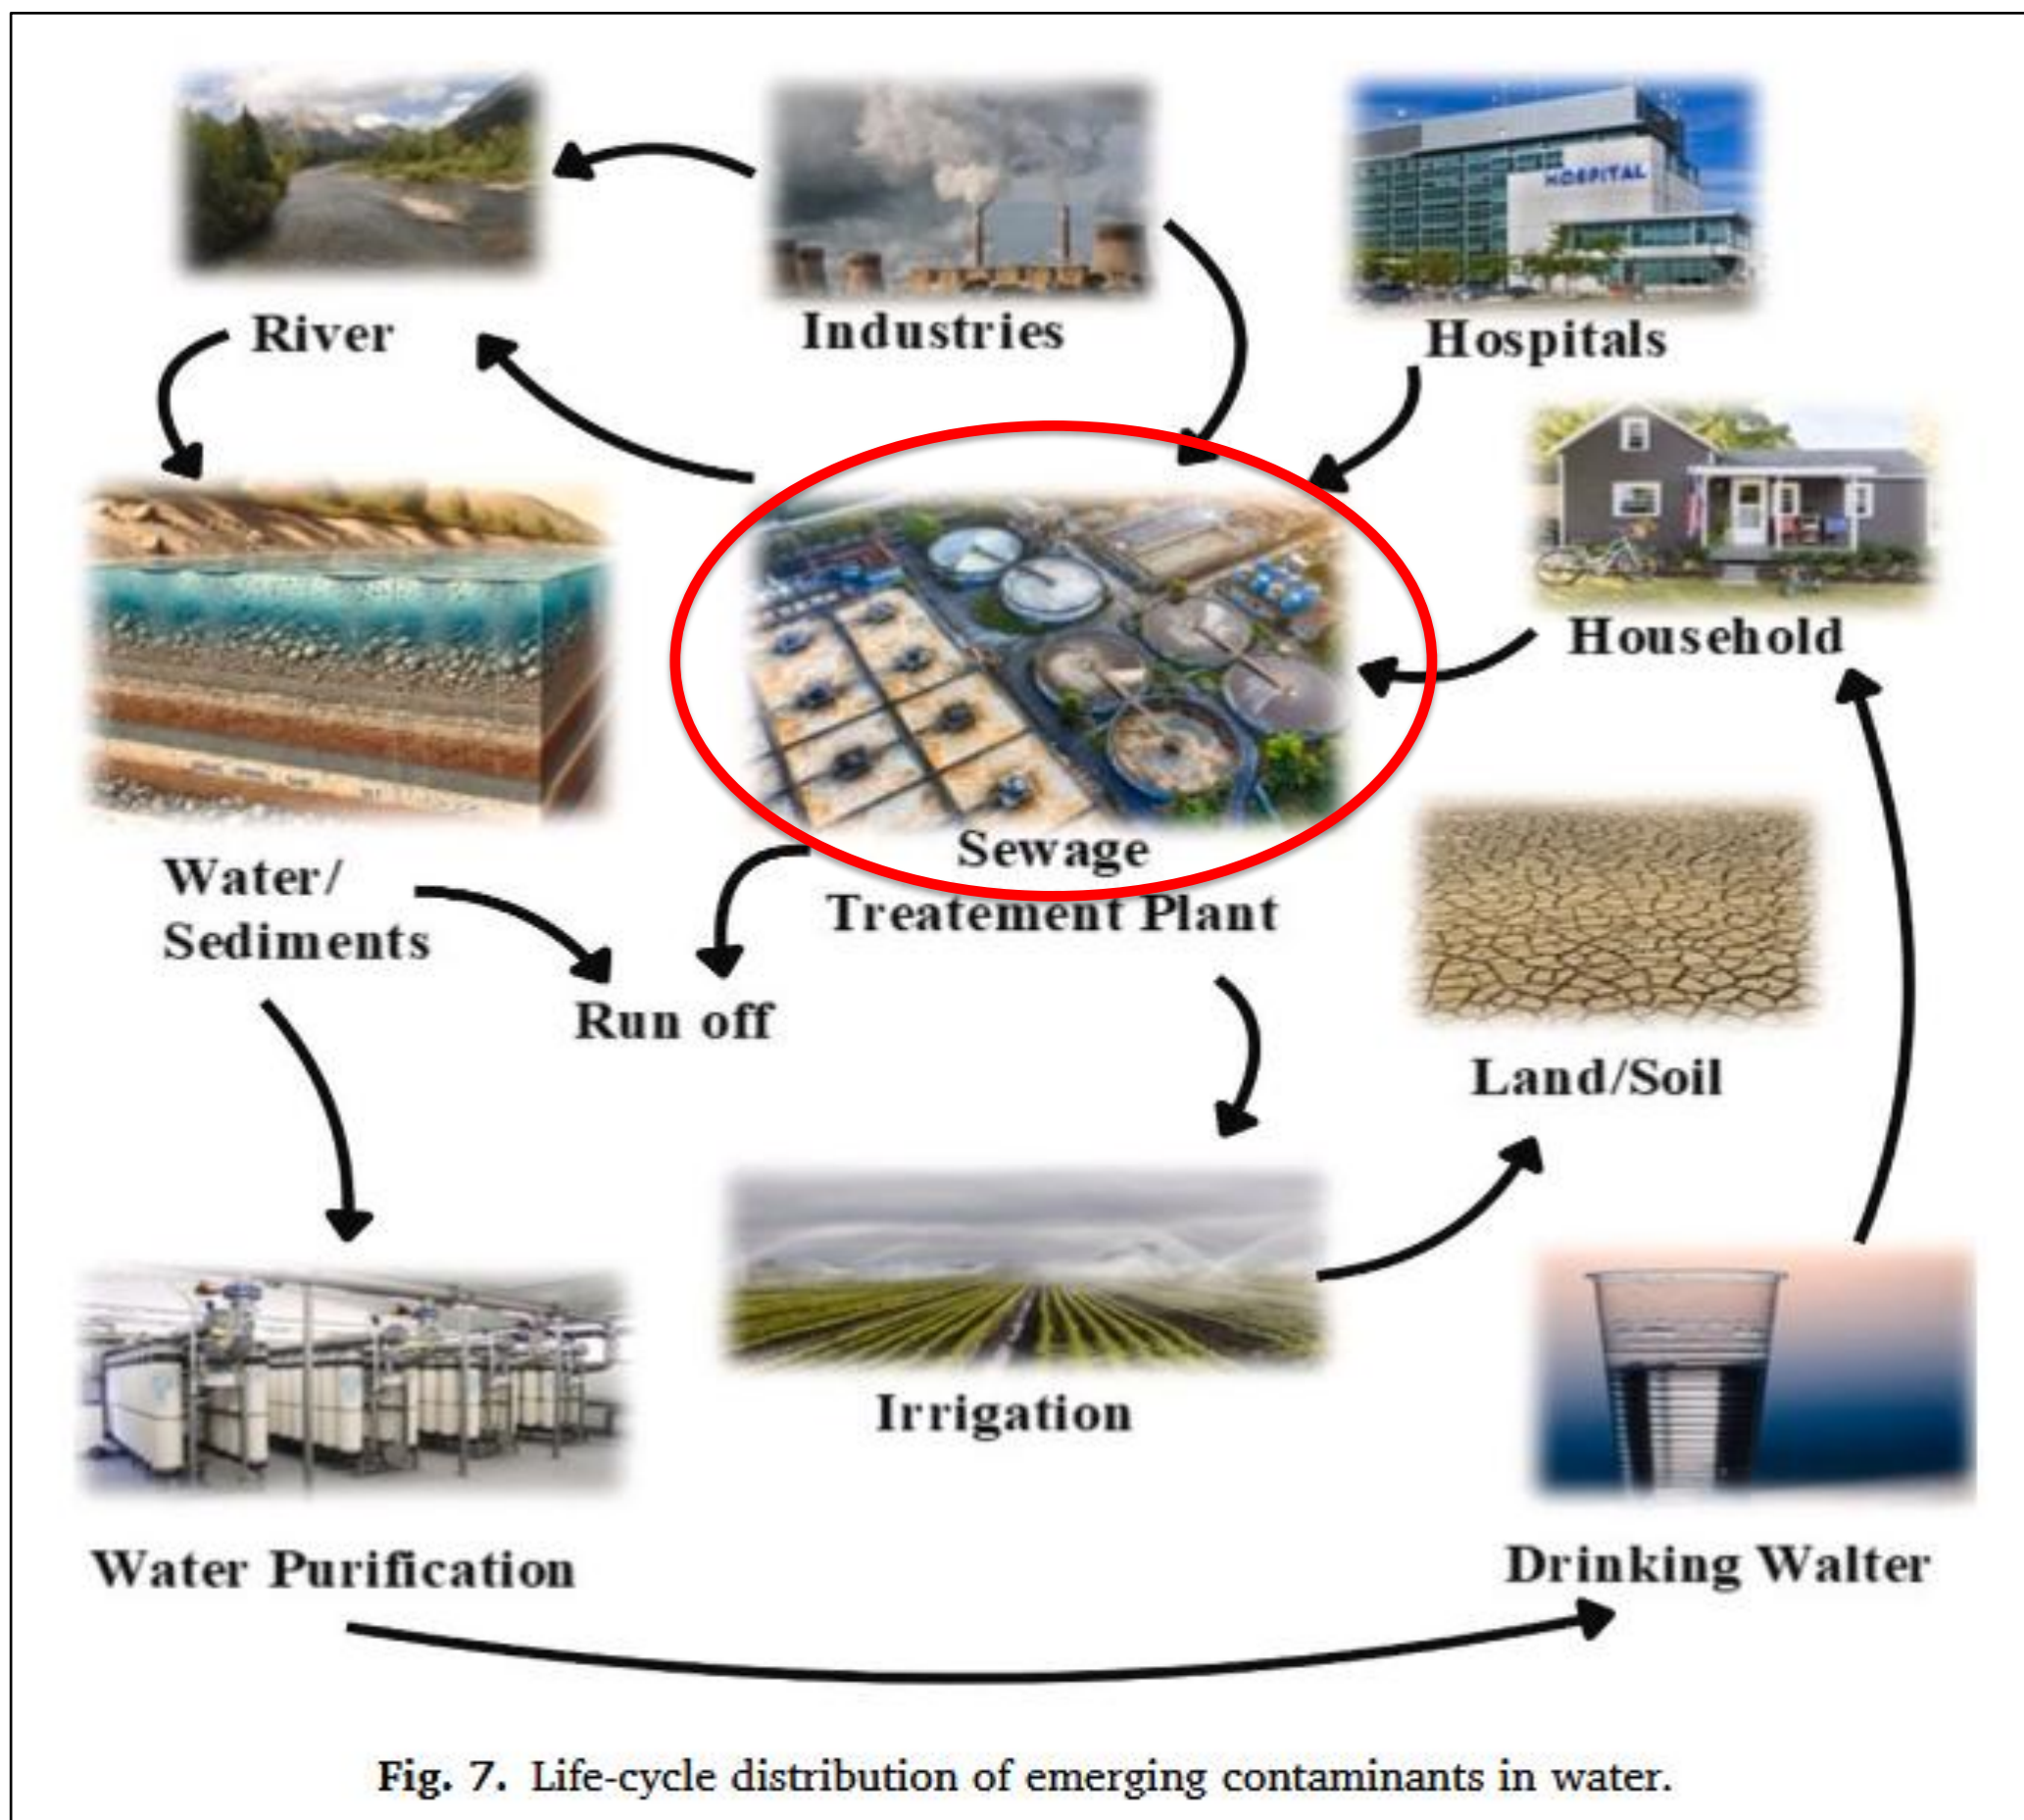 HOSPITAL
River
Industries
Hospitals
Household
Water/
Sediments
Sewage
Treatement Plant
Run off
Land/Soil
Irrigation
Water Purification
Drinking Walter
Fig. 7. Life-cycle distribution of emerging contaminants in water.